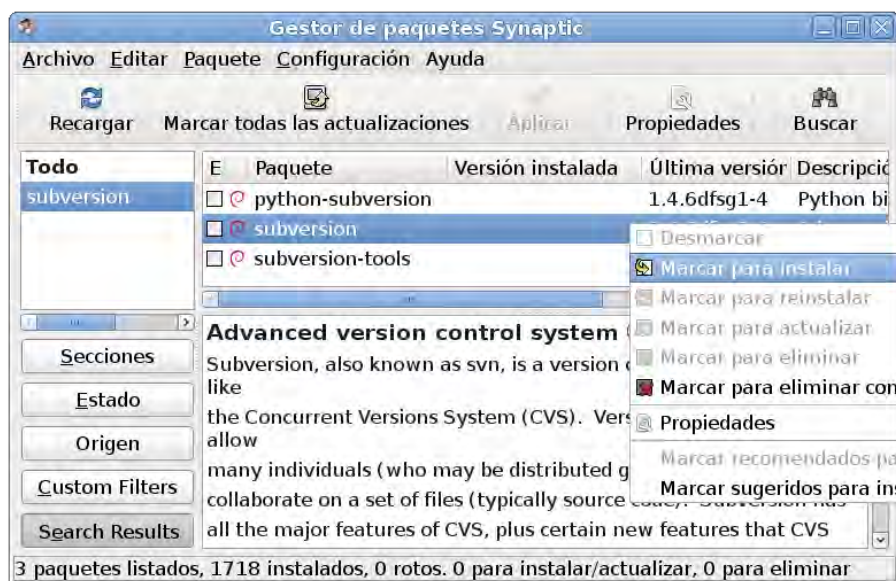 Gestor de paquetes Synaptic
Archivo Editar Paquete Configuración Ayuda
Recargar Marcar todas las actualizaciones Aplicar Propiedades Buscar
Todo
subversion
E Paquete Versión instalada Última versión Descripció
python-subversion 1.4.6dfsg1-4 Python bi
subversion
subversion-tools
Desmarcar
Marcar para instalar
Marcar para reinstalar
Marcar para actualizar
Marcar para eliminar
Marcar para eliminar con
Propiedades
Marcar recomendados pa
Marcar sugeridos para ins
Secciones
Estado
Origen
Custom Filters
Search Results
Advanced version control system
Subversion, also known as svn, is a version c
like
the Concurrent Versions System (CVS). Vers
allow
many individuals (who may be distributed g
collaborate on a set of files (typically source code). Subversion has
all the major features of CVS, plus certain new features that CVS
3 paquetes listados, 1718 instalados, 0 rotos. 0 para instalar/actualizar, 0 para eliminar